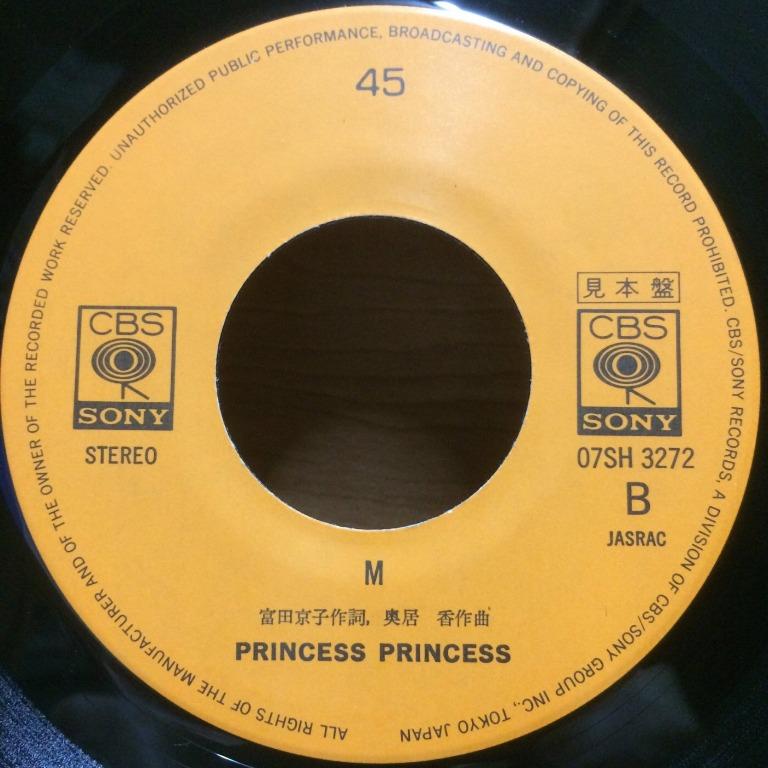 ALL RIGHTS OF THE MANUFACTURER AND OF THE OWNER OF THE RECORDED WORK RESERVED. UNAUTHORIZED PUBLIC PERFORMANCE, BROADCASTING AND COPYING OF THIS RECORD PROHIBITED. CBS/SONY RECORDS, A DIVISION OF CBS/SONY GROUP INC., TOKYO JAPAN
45
CBS
SONY
STEREO
見本盤
CBS
SONY
07SH 3272
B
JASRAC
M
富田京子作詞, 奥居 香作曲
PRINCESS PRINCESS